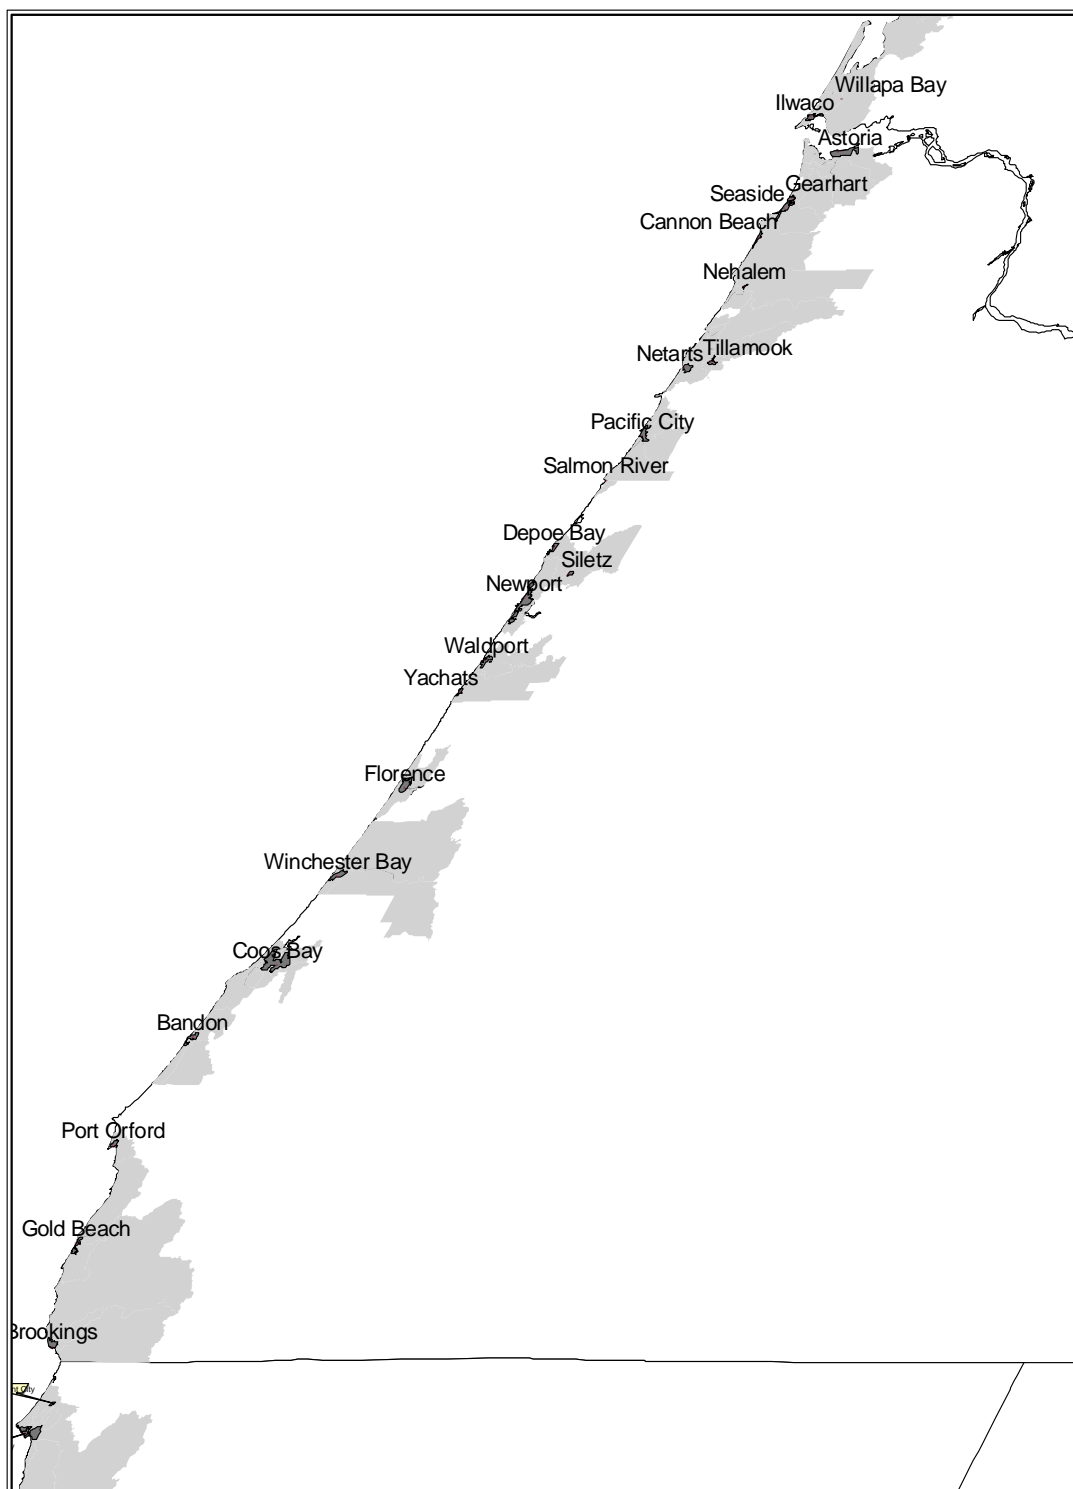 Willapa Bay
Ilwaco
Astoria
Gearhart
Seaside
Cannon Beach
Nehalem
Tillamook
Netarts
Pacific City
Salmon River
Depoe Bay
Siletz
Newport
Waldport
Yachats
Florence
Winchester Bay
Coos Bay
Bandon
Port Orford
Gold Beach
Brookings
City